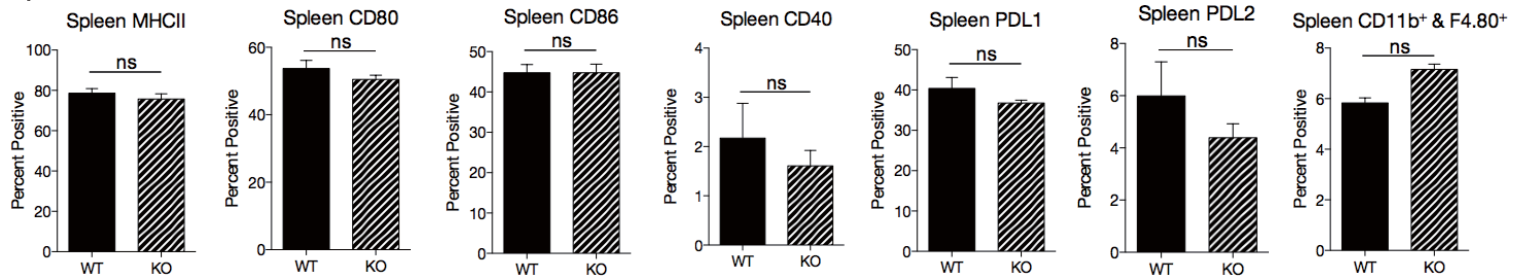 Spleen MHCII
ns
Percent Positive
100
80
60
40
20
0
WT KO
Spleen CD80
ns
Percent Positive
60
60
20
0
WT KO
Spleen CD86
ns
Percent Positive
50
40
40
20
10
0
WT KO
Spleen CD40
ns
Percent Positive
4
3
2
1
0
WT KO
Spleen PDL1
ns
Percent Positive
50
40
30
40
10
0
WT KO
Spleen PDL2
ns
Percent Positive
8
6
4
2
0
WT KO
Spleen CD11b⁺ & F4.80⁺
ns
Percent Positive
8
6
4
2
0
WT KO